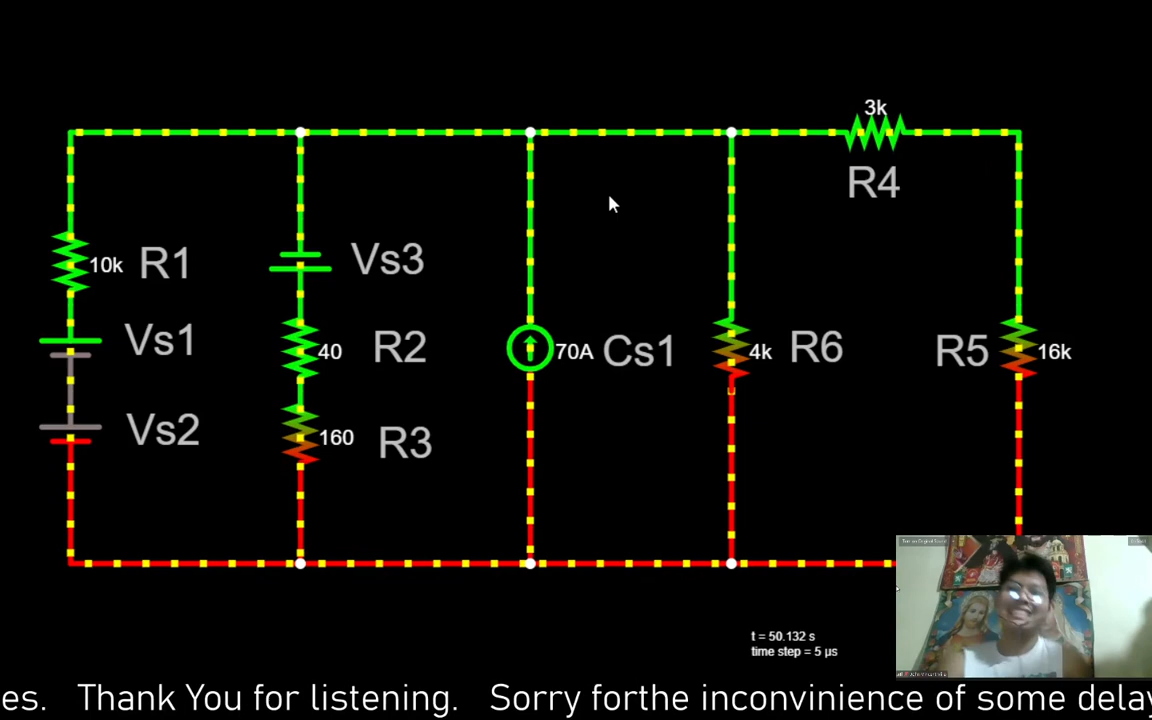 3k
R4
10k R1
Vs3
Vs1
40 R2
70A Cs1
4k R6
R5 16k
Vs2
160 R3
t = 50.132 s
time step = 5 µs
es. Thank You for listening. Sorry forthe inconvinience of some delay